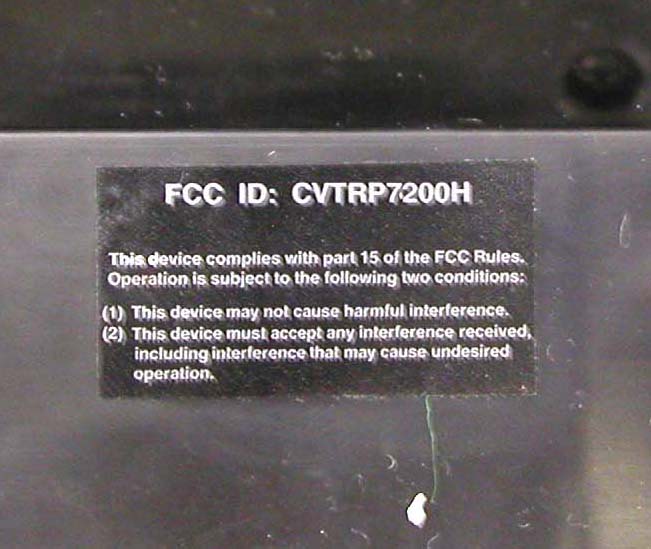 FCC ID: CVTRP7200H
This device complies with part 15 of the FCC Rules.
Operation is subject to the following two conditions:
(1) This device may not cause harmful interference.
(2) This device must accept any interference received,
including interference that may cause undesired
operation.